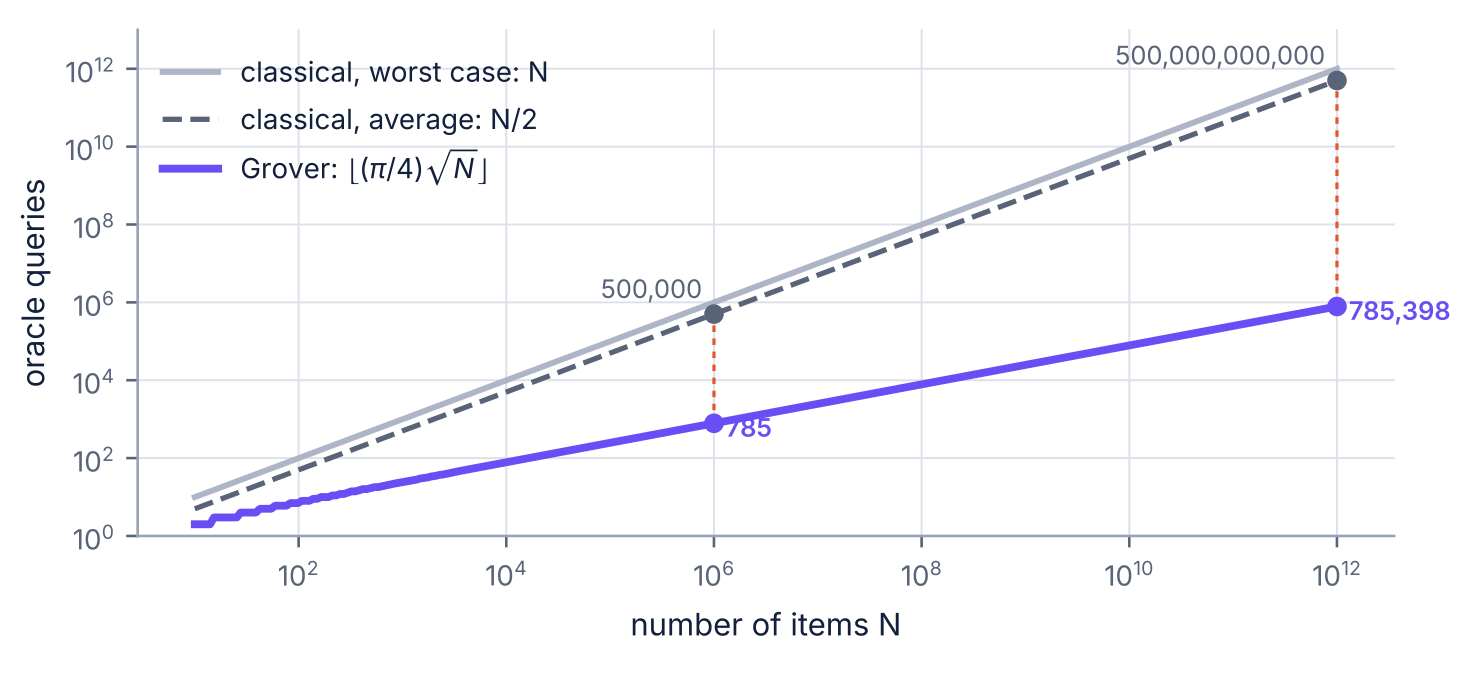 500,000,000,000
10¹²
classical, worst case: N
classical, average: N/2
10¹⁰
Grover: ⌊(π/4)√N⌋
10⁸
500,000
10⁶
785,398
oracle queries
10⁴
785
10²
10⁰
10² 10⁴ 10⁶ 10⁸ 10¹⁰ 10¹²
number of items N